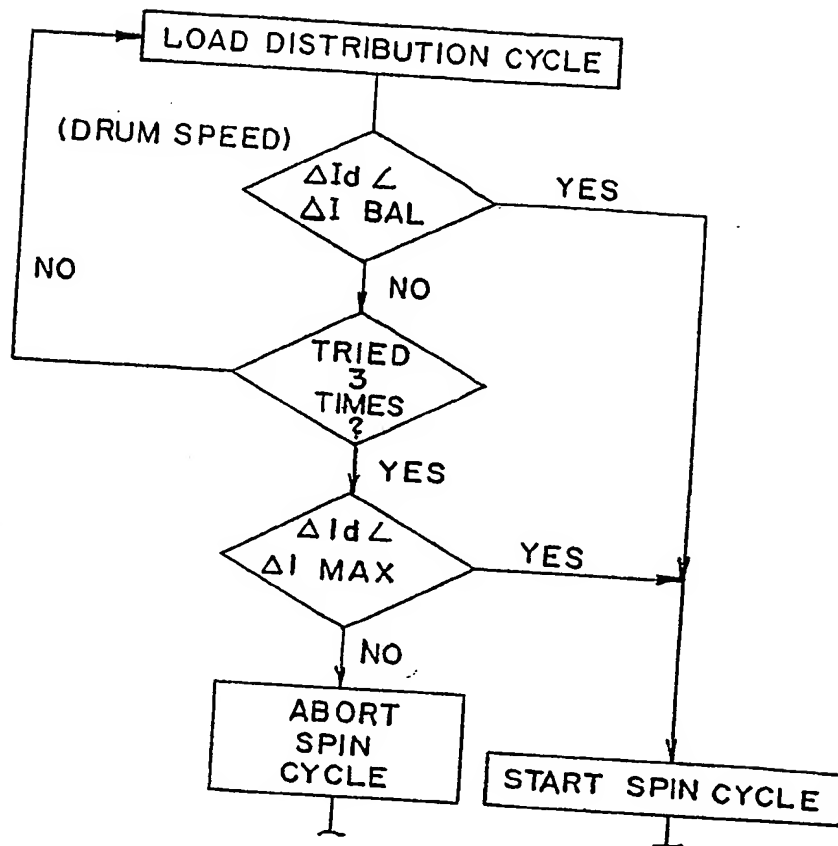 LOAD DISTRIBUTION CYCLE
(DRUM SPEED)
ΔId ∠
ΔI BAL
YES
NO
NO
TRIED
3
TIMES
?
YES
ΔId ∠
ΔI MAX
YES
NO
ABORT
SPIN
CYCLE
START SPIN CYCLE